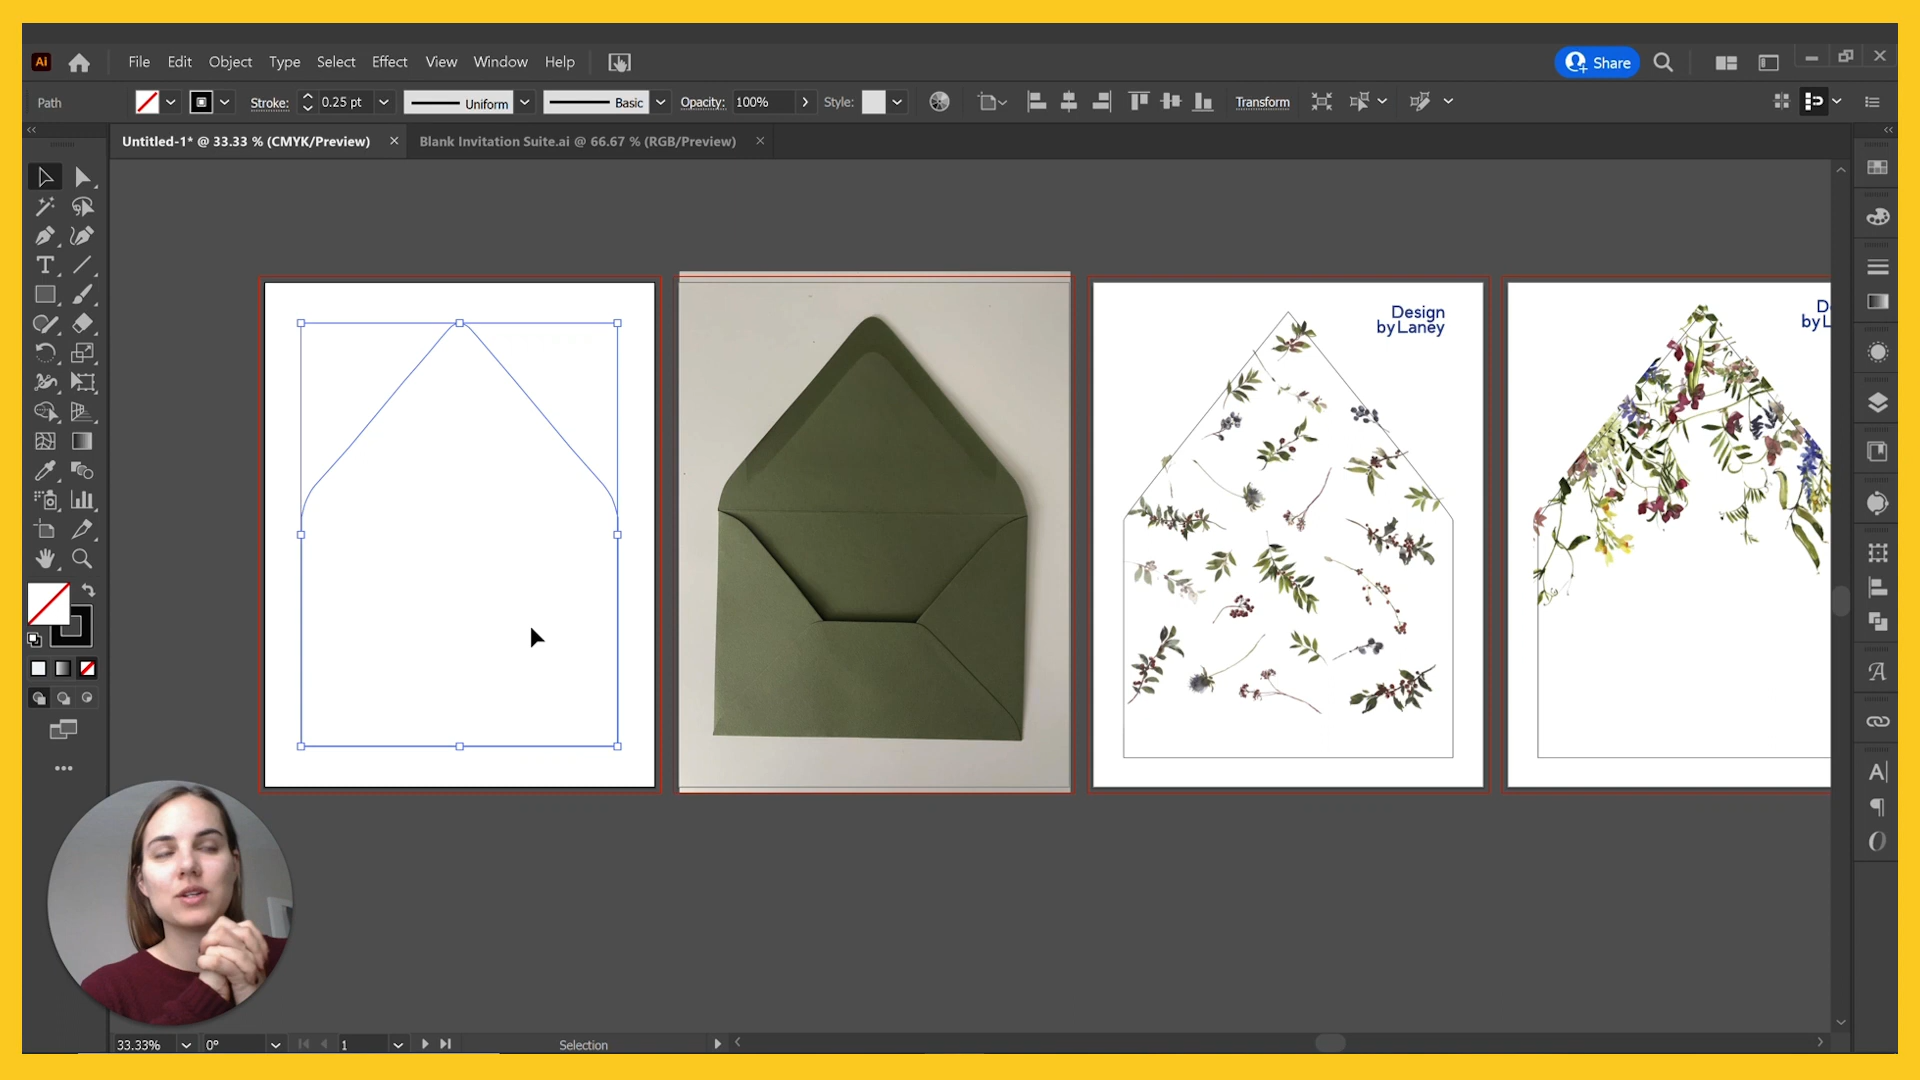 Ai
File Edit Object Type Select Effect View Window Help
Share
Path
Stroke: 0.25 pt Uniform Basic Opacity: 100% Style: Transform
Untitled-1* @ 33.33 % (CMYK/Preview)
Blank Invitation Suite.ai @ 66.67 % (RGB/Preview)
Design
by Laney
D
by L
33.33% 0° 1 Selection